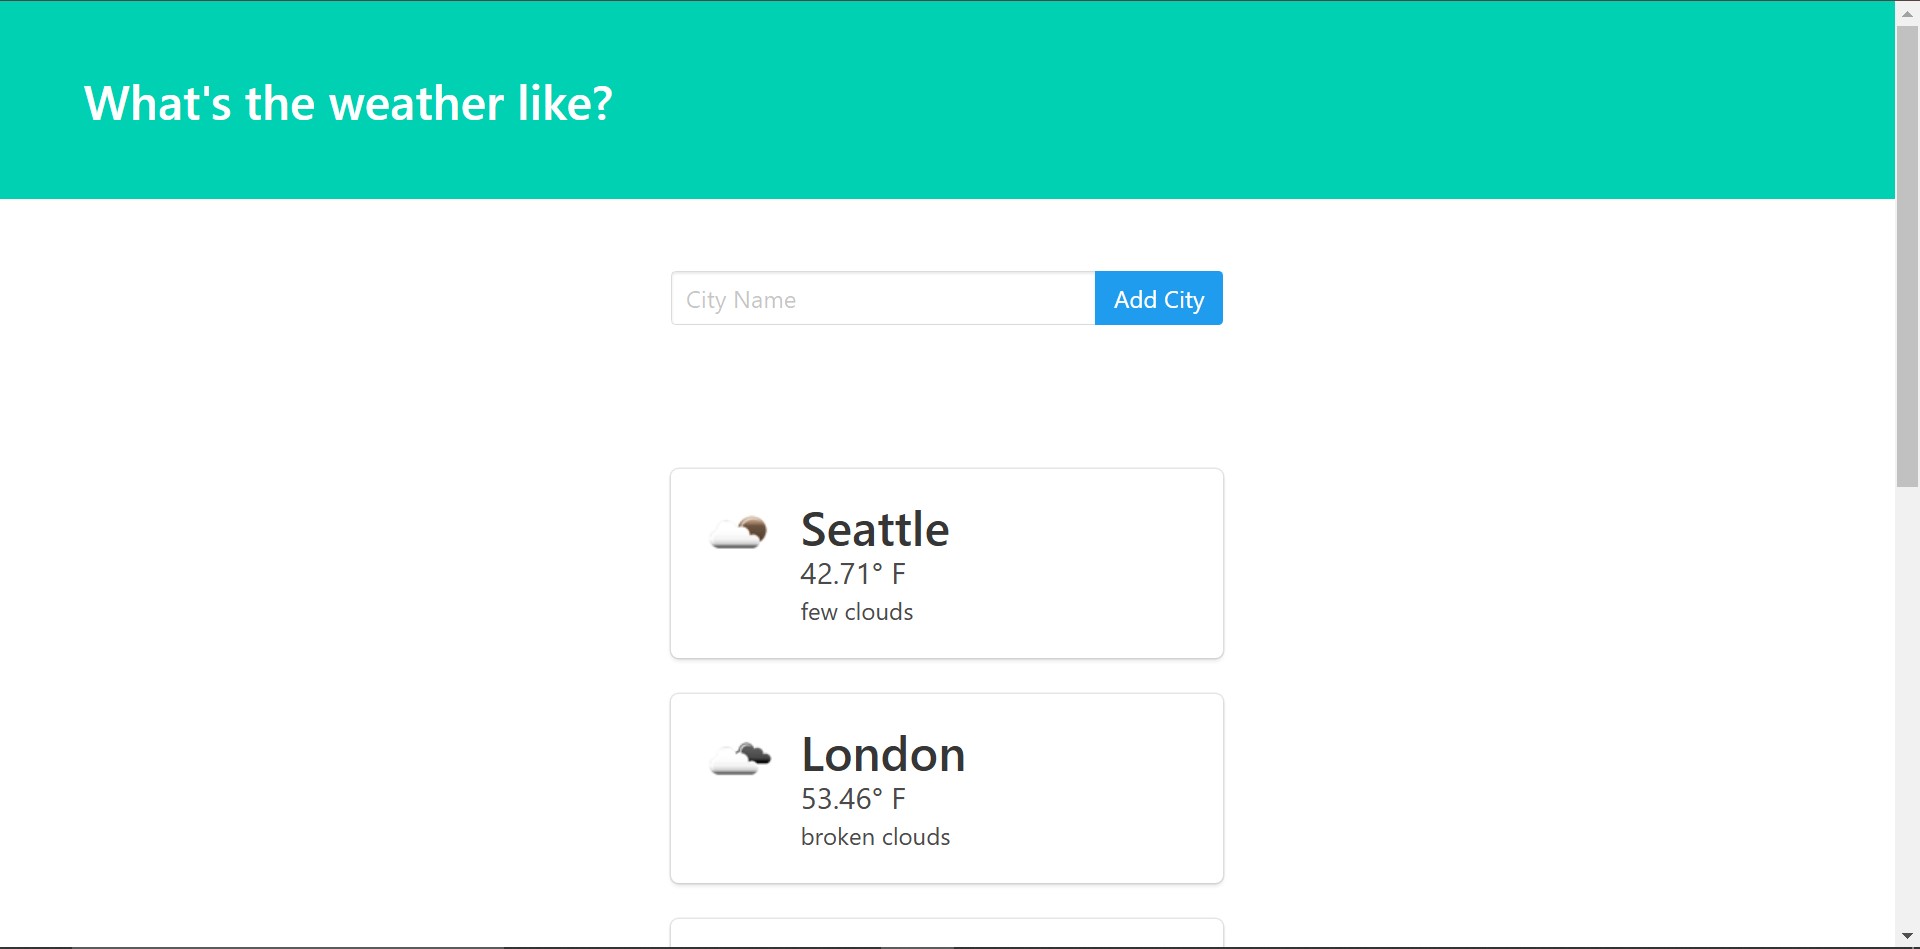 What's the weather like?
City Name
Add City
Seattle
42.71° F
few clouds
London
53.46° F
broken clouds